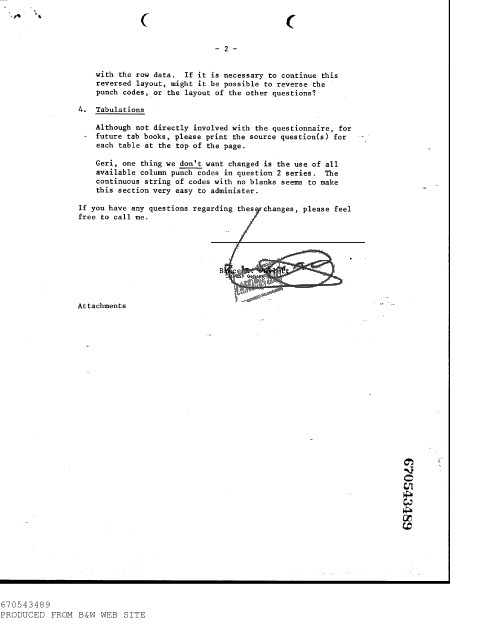 - 2 -
with the row data. If it is necessary to continue this
reversed layout, might it be possible to reverse the
punch codes, or the layout of the other questions?
4. Tabulations
Although not directly involved with the questionnaire, for
future tab books, please print the source question(s) for
each table at the top of the page.
Geri, one thing we don't want changed is the use of all
available column punch codes in question 2 series. The
continuous string of codes with no blanks seems to make
this section very easy to administer.
If you have any questions regarding these changes, please feel
free to call me.
Attachments
670543489
670543489
PRODUCED FROM B&W WEB SITE